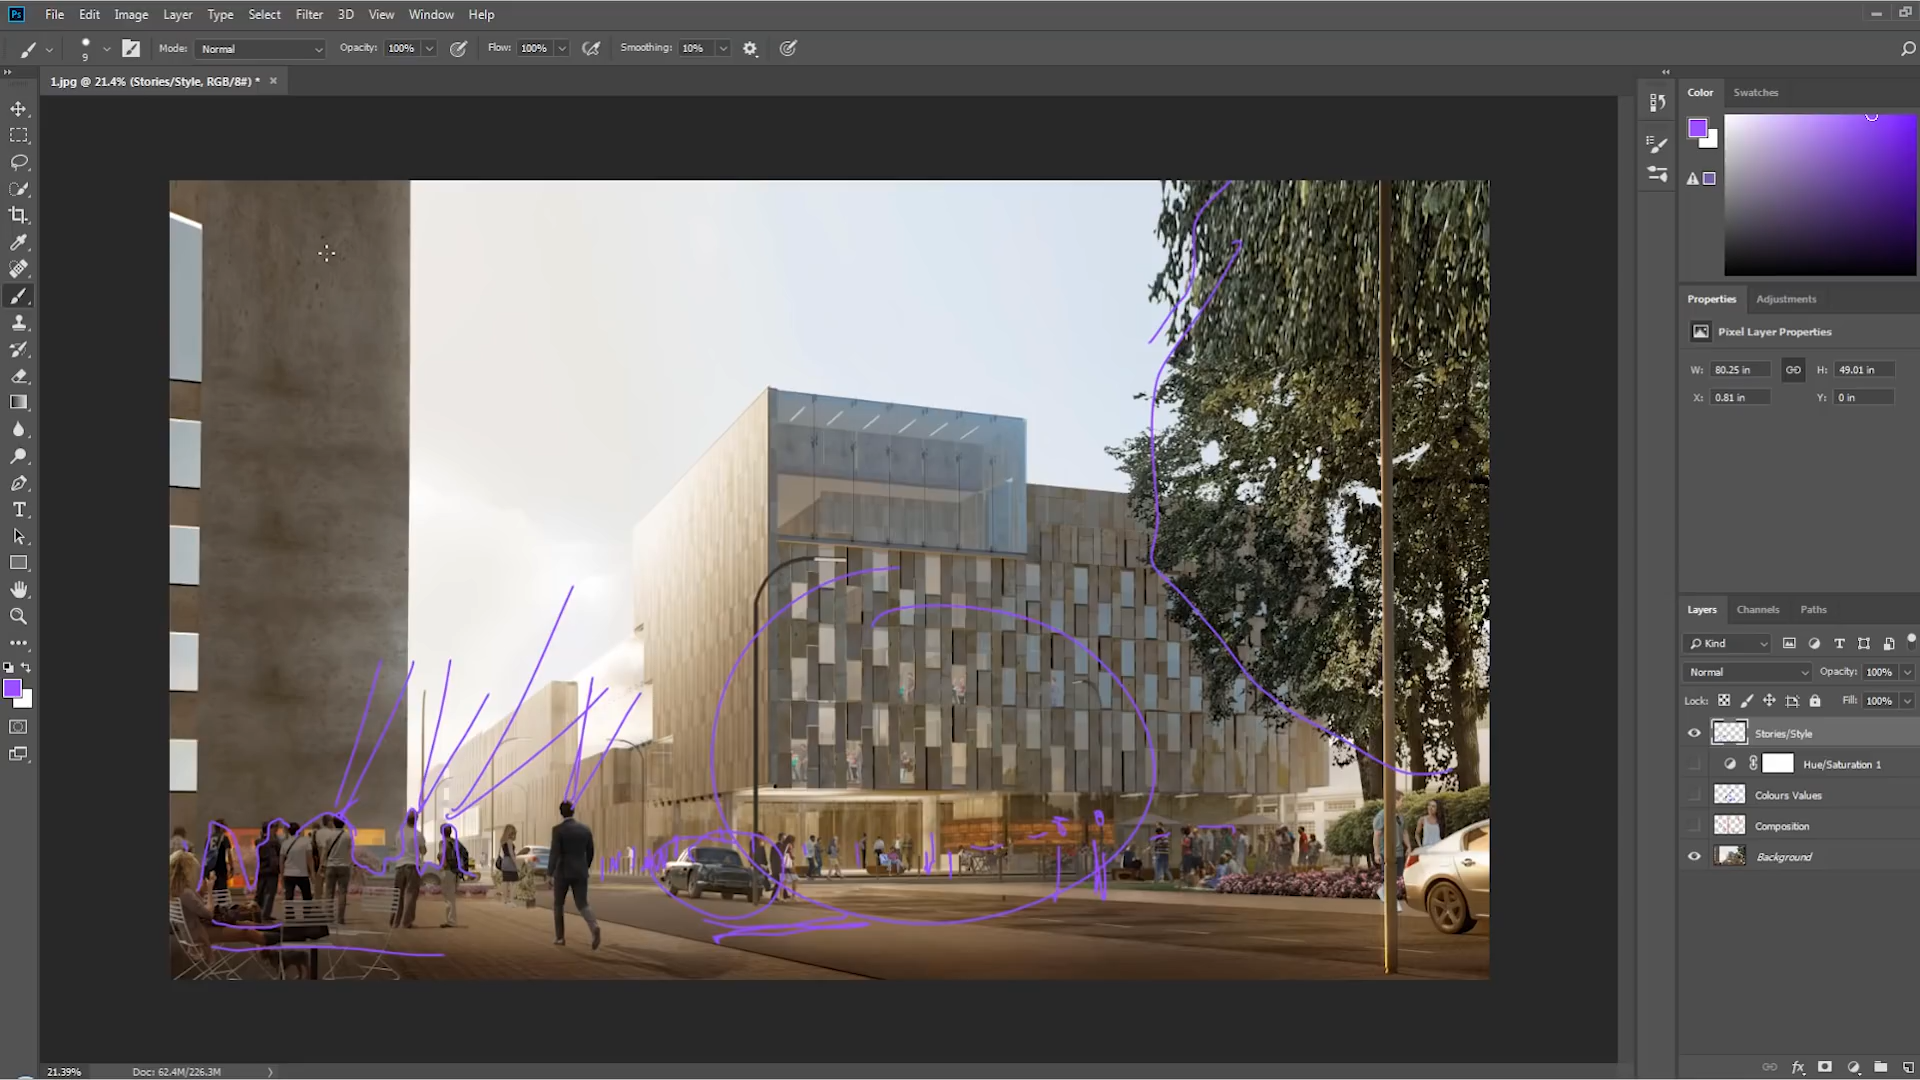 Ps File Edit Image Layer Type Select Filter 3D View Window Help
9 Mode: Normal Opacity: 100% Flow: 100% Smoothing: 10%
1.jpg @ 21.4% (Stories/Style, RGB/8#) * ×
Color Swatches
Properties Adjustments
Pixel Layer Properties
W: 80.25 in H: 49.01 in
X: 0.81 in Y: 0 in
Layers Channels Paths
Kind
Normal Opacity: 100%
Lock: Fill: 100%
Stories/Style
Hue/Saturation 1
Colours Values
Composition
Background
21.39% Doc: 62.4M/226.3M